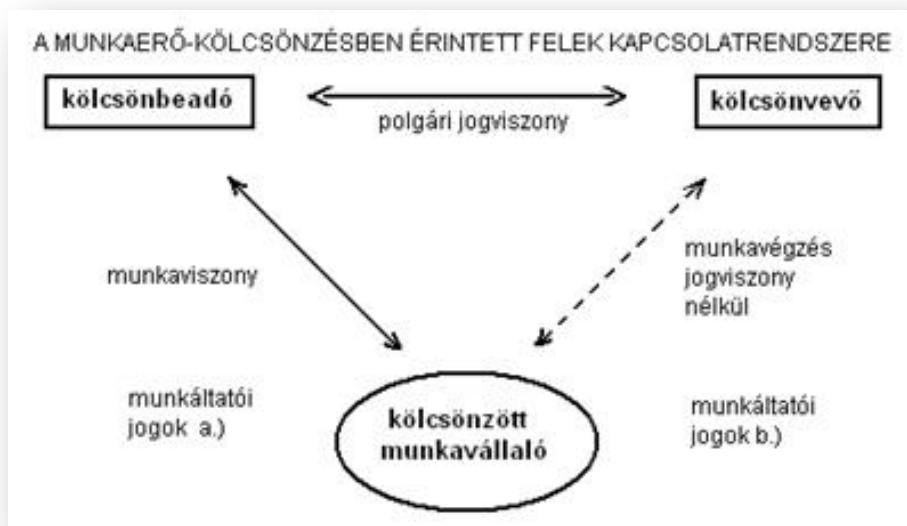 A MUNKAERŐ-KÖLCSÖNZÉSBEN ÉRINTETT FELEK KAPCSOLATRENDSZERE
kölcsönbeadó
kölcsönvevő
polgári jogviszony
munkaviszony
munkavégzés
jogviszony
nélkül
munkáltatói
jogok a.)
kölcsönzött
munkavállaló
munkáltatói
jogok b.)